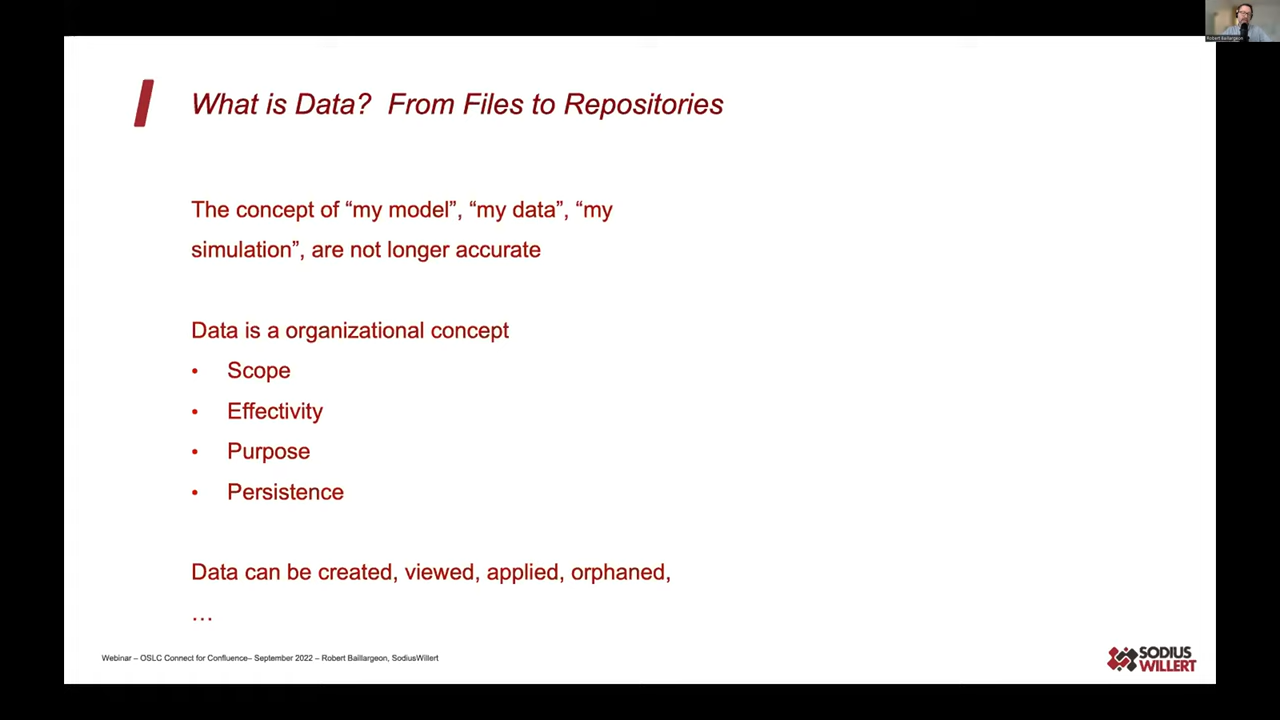 Robert Baillargeon
What is Data? From Files to Repositories
The concept of “my model”, “my data”, “my
simulation”, are not longer accurate
Data is a organizational concept
• Scope
• Effectivity
• Purpose
• Persistence
Data can be created, viewed, applied, orphaned,
…
Webinar – OSLC Connect for Confluence– September 2022 – Robert Baillargeon, SodiusWillert
SODIUS
WILLERT